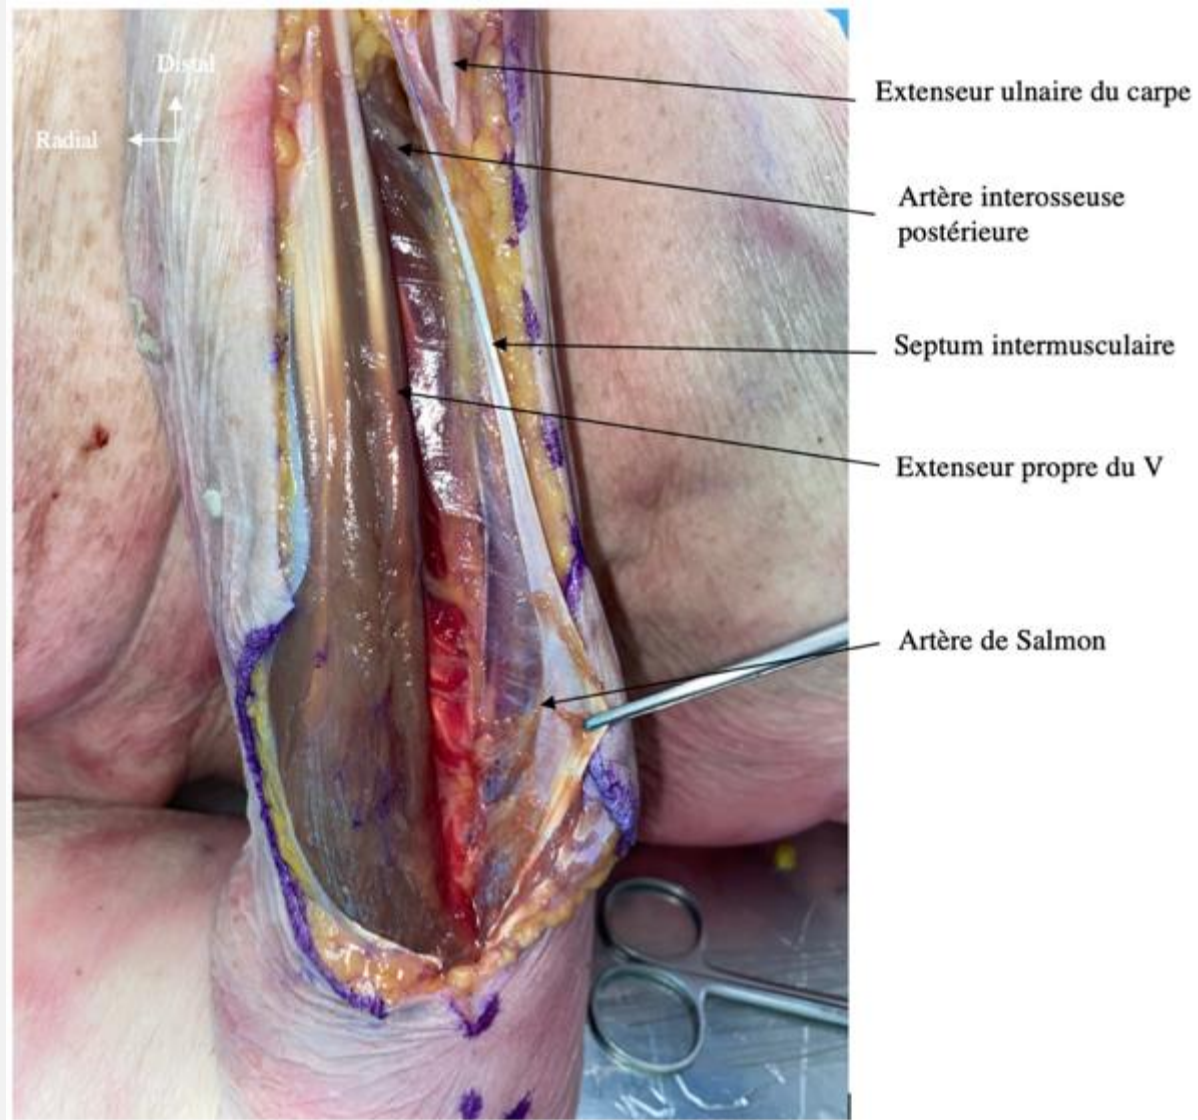 Distal
Radial
Extenseur ulnaire du carpe
Artère interosseuse
postérieure
Septum intermusculaire
Extenseur propre du V
Artère de Salmon